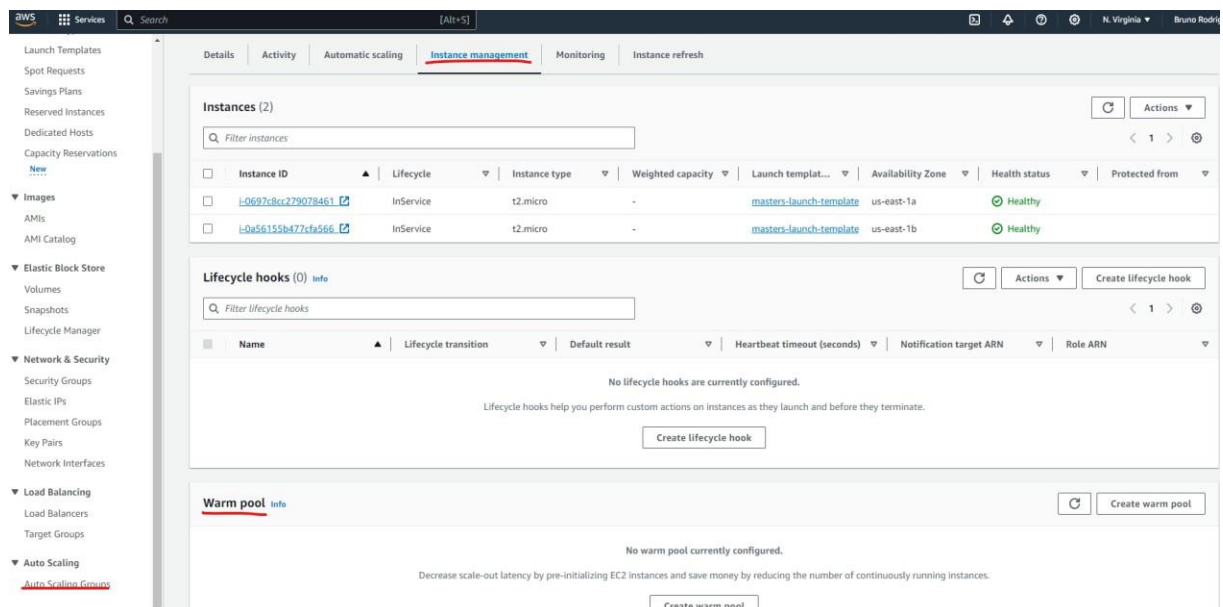 aws Services Search [Alt+S] N. Virginia ▼ Bruno Rodrig
Launch Templates
Spot Requests
Savings Plans
Reserved Instances
Dedicated Hosts
Capacity Reservations
New
▼ Images
AMIs
AMI Catalog
▼ Elastic Block Store
Volumes
Snapshots
Lifecycle Manager
▼ Network & Security
Security Groups
Elastic IPs
Placement Groups
Key Pairs
Network Interfaces
▼ Load Balancing
Load Balancers
Target Groups
▼ Auto Scaling
Auto Scaling Groups
Details Activity Automatic scaling Instance management Monitoring Instance refresh
Instances (2) Actions ▼
Filter instances < 1 >
Instance ID ▲ Lifecycle Instance type Weighted capacity Launch templat... Availability Zone Health status Protected from
i-0697c8cc279078461 InService t2.micro - masters-launch-template us-east-1a Healthy
i-0a56155b477cfa566 InService t2.micro - masters-launch-template us-east-1b Healthy
Lifecycle hooks (0) Info Actions ▼ Create lifecycle hook
Filter lifecycle hooks < 1 >
Name ▲ Lifecycle transition Default result Heartbeat timeout (seconds) Notification target ARN Role ARN
No lifecycle hooks are currently configured.
Lifecycle hooks help you perform custom actions on instances as they launch and before they terminate.
Create lifecycle hook
Warm pool Info Create warm pool
No warm pool currently configured.
Decrease scale-out latency by pre-initializing EC2 instances and save money by reducing the number of continuously running instances.
Create warm pool